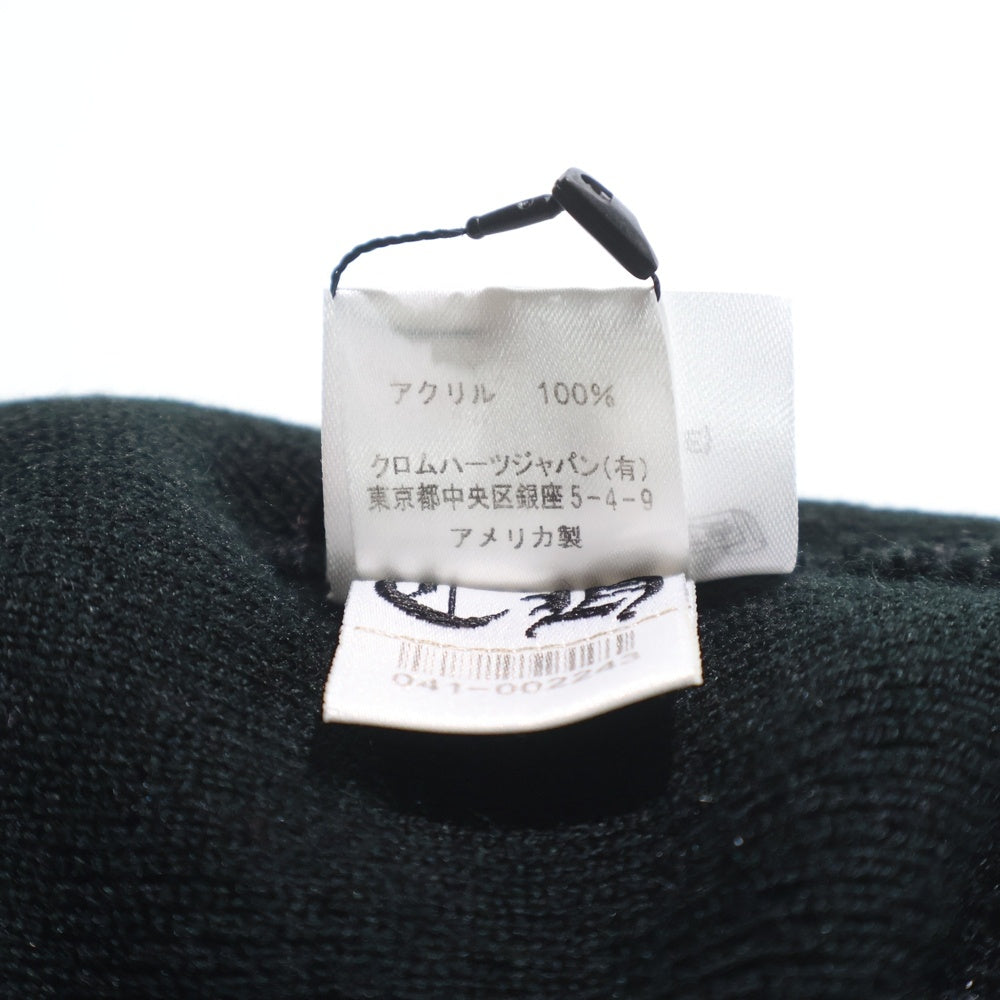 アクリル 100%
クロムハーツジャパン(有)
東京都中央区銀座5-4-9
アメリカ製
041-002243